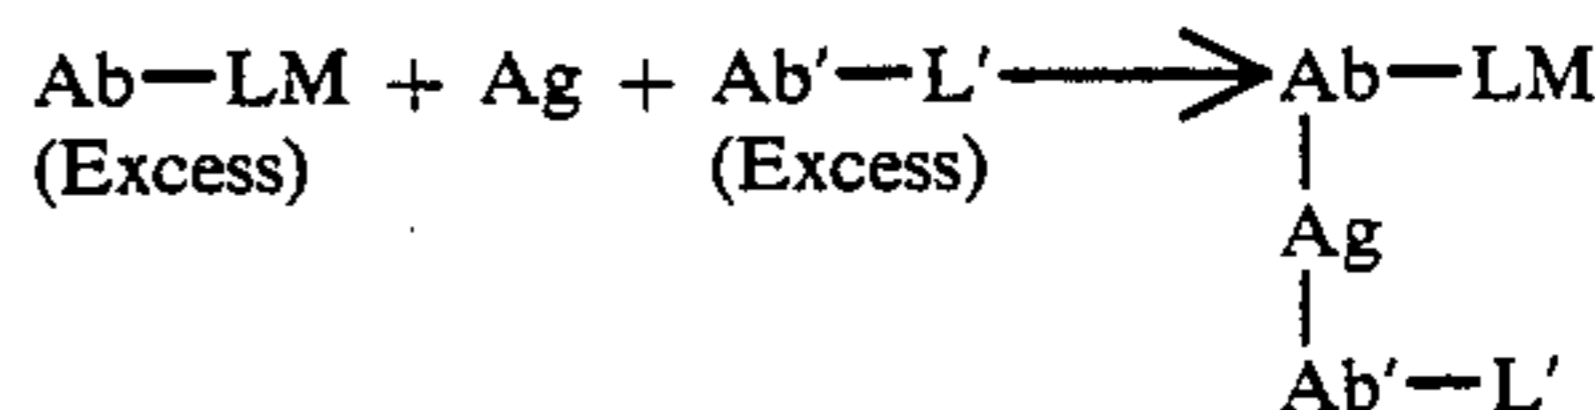 Ab—LM + Ag + Ab′—L′ ⟶ Ab—LM
(Excess) (Excess) |
Ag
|
Ab′—L′